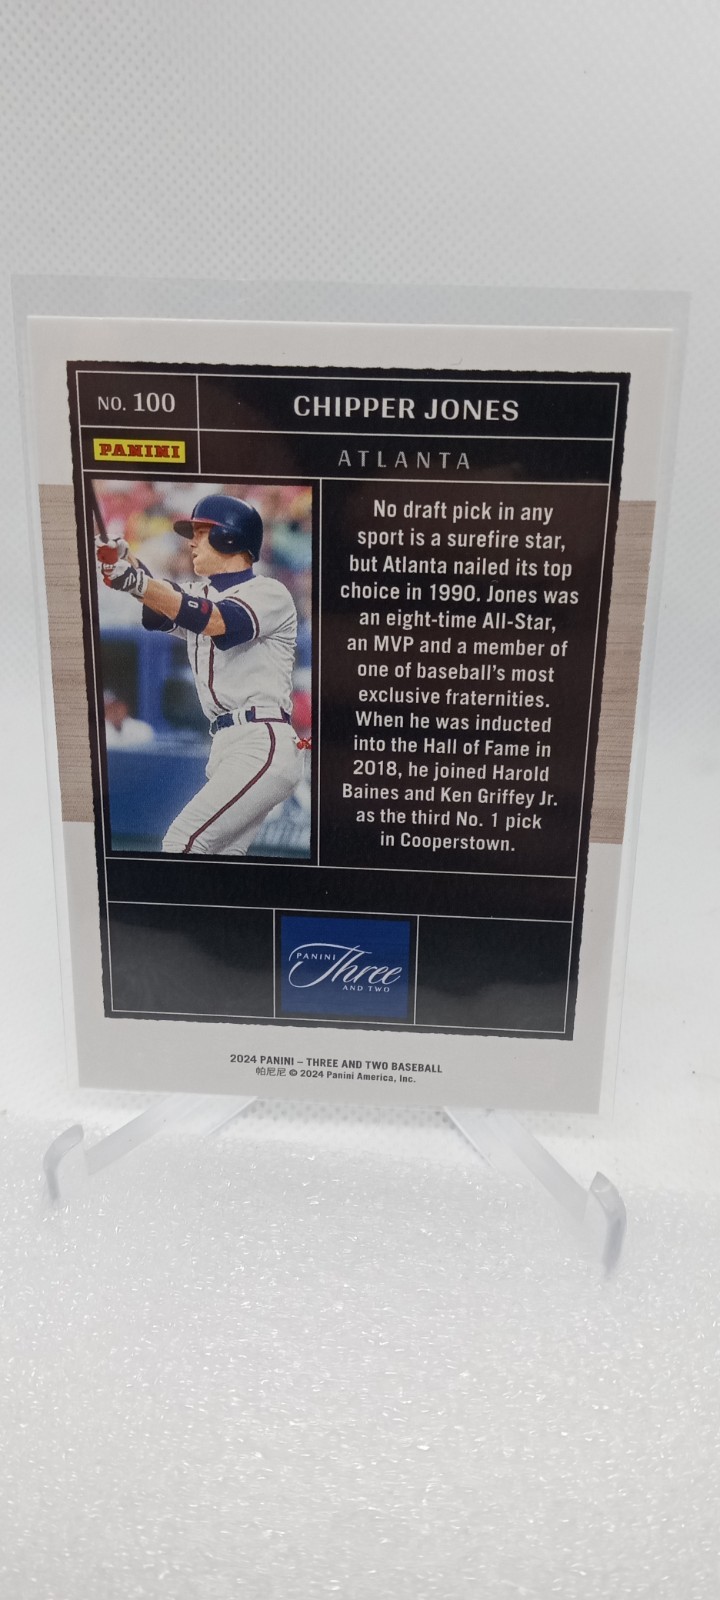 NO. 100
CHIPPER JONES
PANINI
ATLANTA
No draft pick in any
sport is a surefire star,
but Atlanta nailed its top
choice in 1990. Jones was
an eight-time All-Star,
an MVP and a member of
one of baseball's most
exclusive fraternities.
When he was inducted
into the Hall of Fame in
2018, he joined Harold
Baines and Ken Griffey Jr.
as the third No. 1 pick
in Cooperstown.
PANINI
Three
AND TWO
2024 PANINI – THREE AND TWO BASEBALL
帕尼尼 © 2024 Panini America, Inc.